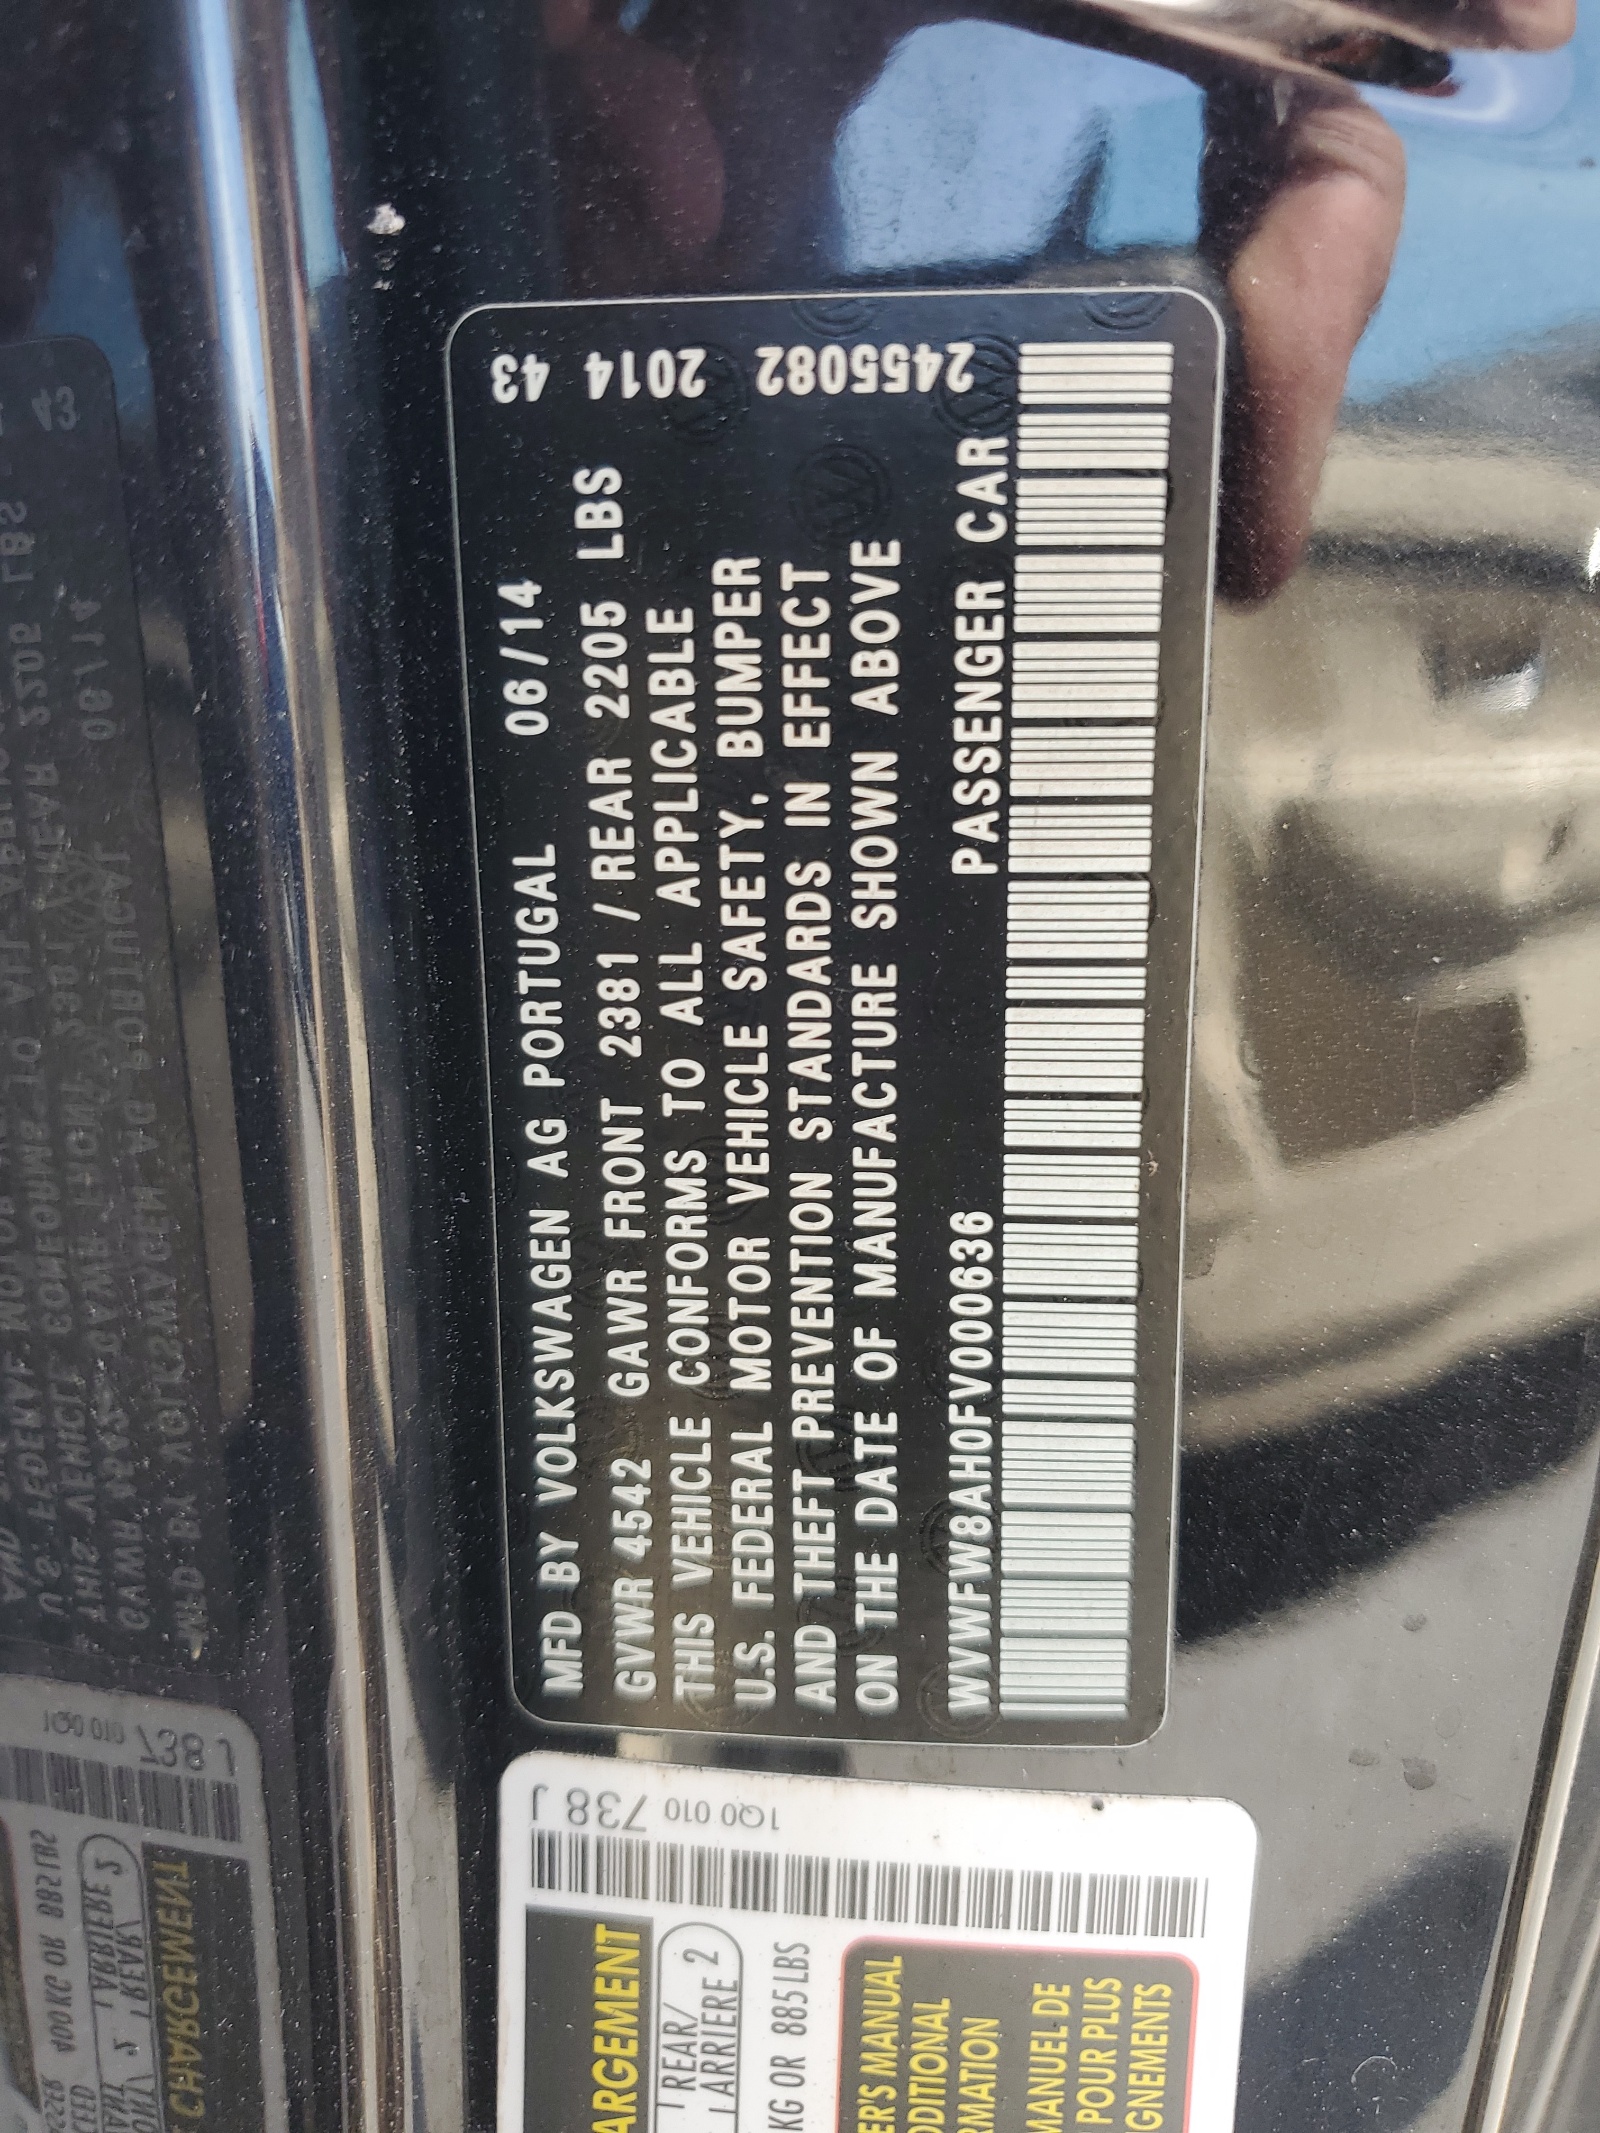 MFD BY VOLKSWAGEN AG PORTUGAL 06/14
GVWR 4542 GAWR FRONT 2381 / REAR 2205 LBS
THIS VEHICLE CONFORMS TO ALL APPLICABLE
U.S. FEDERAL MOTOR VEHICLE SAFETY, BUMPER
AND THEFT PREVENTION STANDARDS IN EFFECT
ON THE DATE OF MANUFACTURE SHOWN ABOVE
PASSENGER CAR
WVWFW8AH0FV000636
43 2014 2455082
1Q0 010 738 J
ARGEMENT
1 REAR/
1 ARRIERE 2
KG OR 885 LBS
ER'S MANUAL
DDITIONAL
RMATION
MANUEL DE
POUR PLUS
GNEMENTS